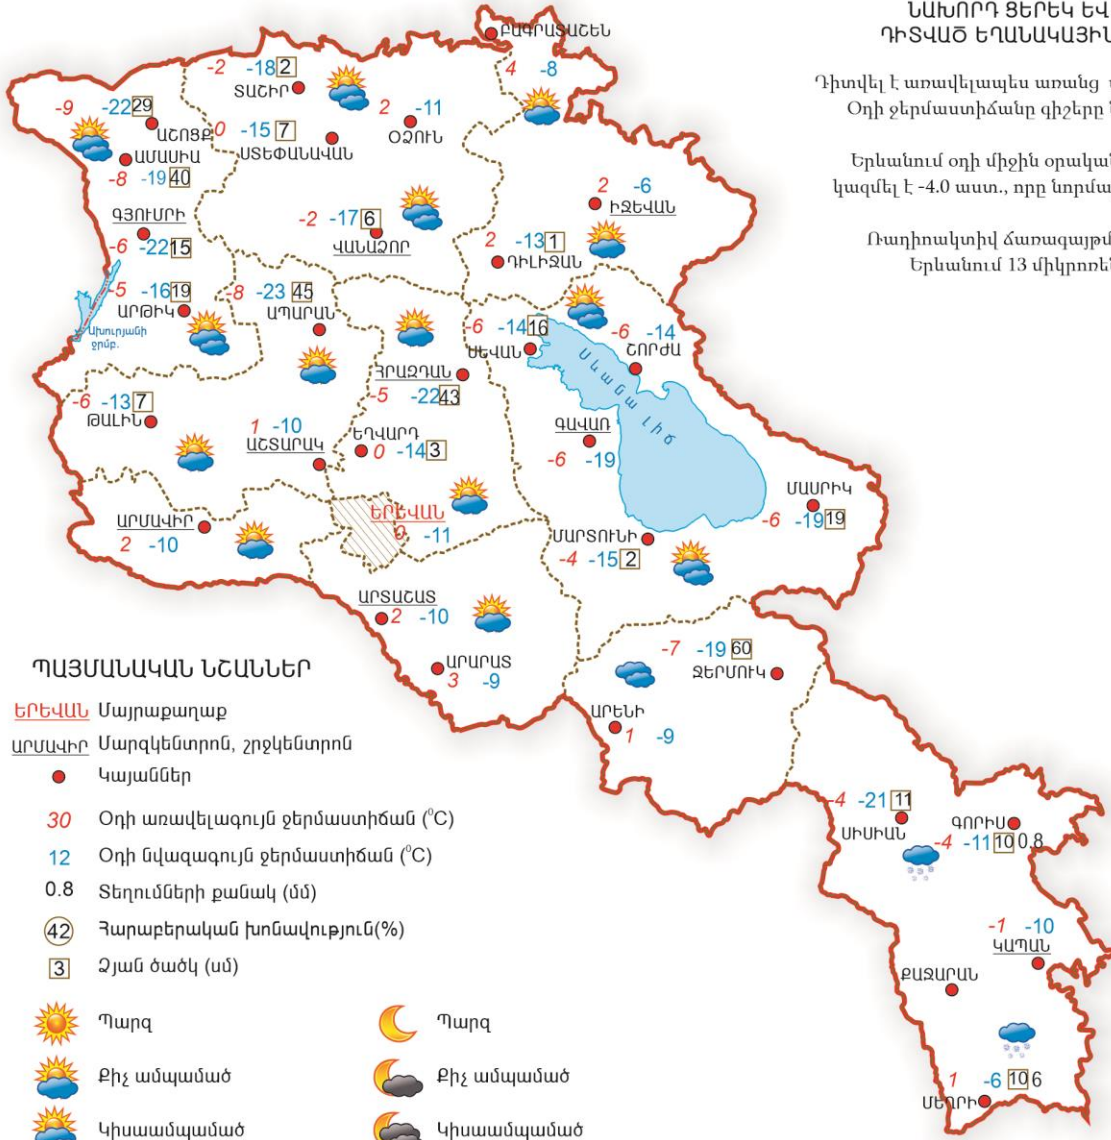 ՆԱԽՈՐԴ ՑԵՐԵԿ ԵՎ
ԴԻՏՎԱԾ ԵՂԱՆԱԿԱՅԻՆ
Դիտվել է առավելապես առանց
Օդի ջերմաստիճանը գիշերը
Երևանում օդի միջին օրական
կազմել է -4.0 աստ., որը նորմա
Ռադիոակտիվ ճառագայթմ
Երևանում 13 միկրոռեն
ԲԱԳՐԱՏԱՇԵՆ
4 -8
-2 -18 2
ՏԱՇԻՐ
2 -11
ՕՁՈՒՆ
-9 -22 29
ԱՇՈՑՔ
0 -15 7
ՍՏԵՓԱՆԱՎԱՆ
ԱՄԱՍԻԱ
-8 -19 40
2 -6
ԻՋԵՎԱՆ
ԳՅՈՒՄՐԻ
-6 -22 15
-2 -17 6
ՎԱՆԱՁՈՐ
2 -13 1
ԴԻԼԻՋԱՆ
-5 -16 19
ԱՐԹԻԿ
-8 -23 45
ԱՊԱՐԱՆ
Ախուրյանի
ջրմբ.
-6 -14 16
ՍԵՎԱՆ
-6 -14
ՇՈՐԺԱ
Սևանա լիճ
ՀՐԱԶԴԱՆ
-5 -22 43
-6 -13 7
ԹԱԼԻՆ
1 -10
ԱՇՏԱՐԱԿ
ԵՂՎԱՐԴ
0 -14 3
ԳԱՎԱՌ
-6 -19
ՄԱՍՐԻԿ
-6 -19 19
ԱՐՄԱՎԻՐ
2 -10
ԵՐԵՎԱՆ
0 -11
ՄԱՐՏՈՒՆԻ
-4 -15 2
ԱՐՏԱՇԱՏ
2 -10
ԱՐԱՐԱՏ
3 -9
-7 -19 60
ՋԵՐՄՈՒԿ
ԱՐԵՆԻ
1 -9
-4 -21 11
ՍԻՍԻԱՆ
ԳՈՐԻՍ
-4 -11 10 0.8
-1 -10
ԿԱՊԱՆ
ՔԱՋԱՐԱՆ
1 -6 10 6
ՄԵՂՐԻ
ՊԱՅՄԱՆԱԿԱՆ ՆՇԱՆՆԵՐ
ԵՐԵՎԱՆ Մայրաքաղաք
ԱՐՄԱՎԻՐ Մարզկենտրոն, շրջկենտրոն
Կայաններ
30 Օդի առավելագույն ջերմաստիճան (⁰C)
12 Օդի նվազագույն ջերմաստիճան (⁰C)
0.8 Տեղումների քանակ (մմ)
42 Հարաբերական խոնավություն(%)
3 Ձյան ծածկ (սմ)
Պարզ Պարզ
Քիչ ամպամած Քիչ ամպամած
Կիսաամպամած Կիսաամպամած